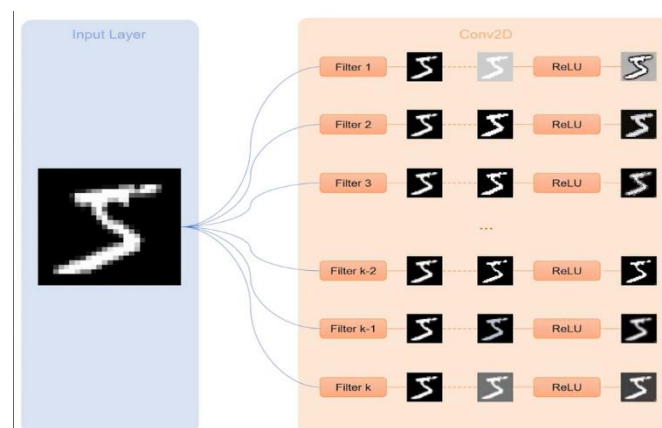 Input Layer
Conv2D
Filter 1 ReLU
Filter 2 ReLU
Filter 3 ReLU
...
Filter k-2 ReLU
Filter k-1 ReLU
Filter k ReLU